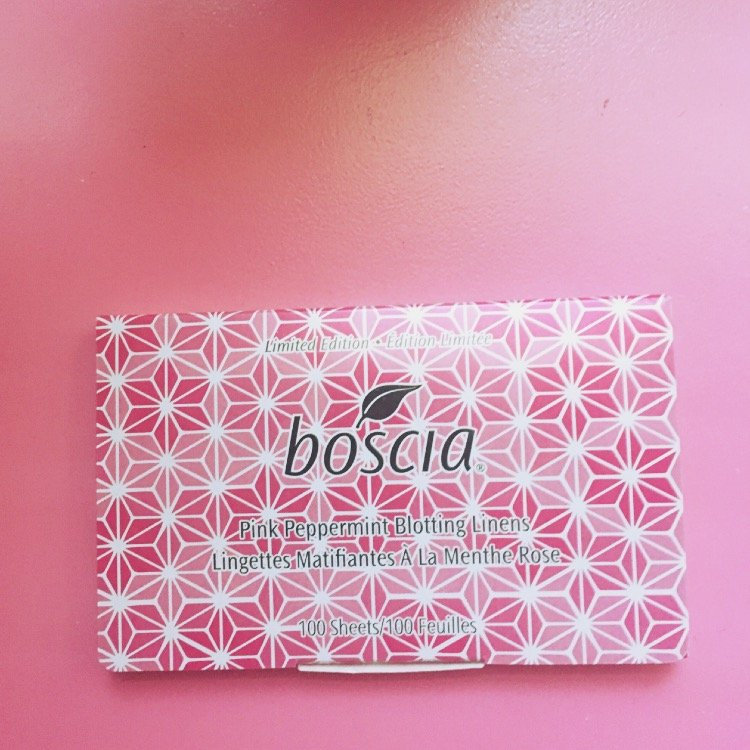 Limited Edition • Édition Limitée
boscia®
Pink Peppermint Blotting Linens
Lingettes Matifiantes À La Menthe Rose
100 Sheets/100 Feuilles